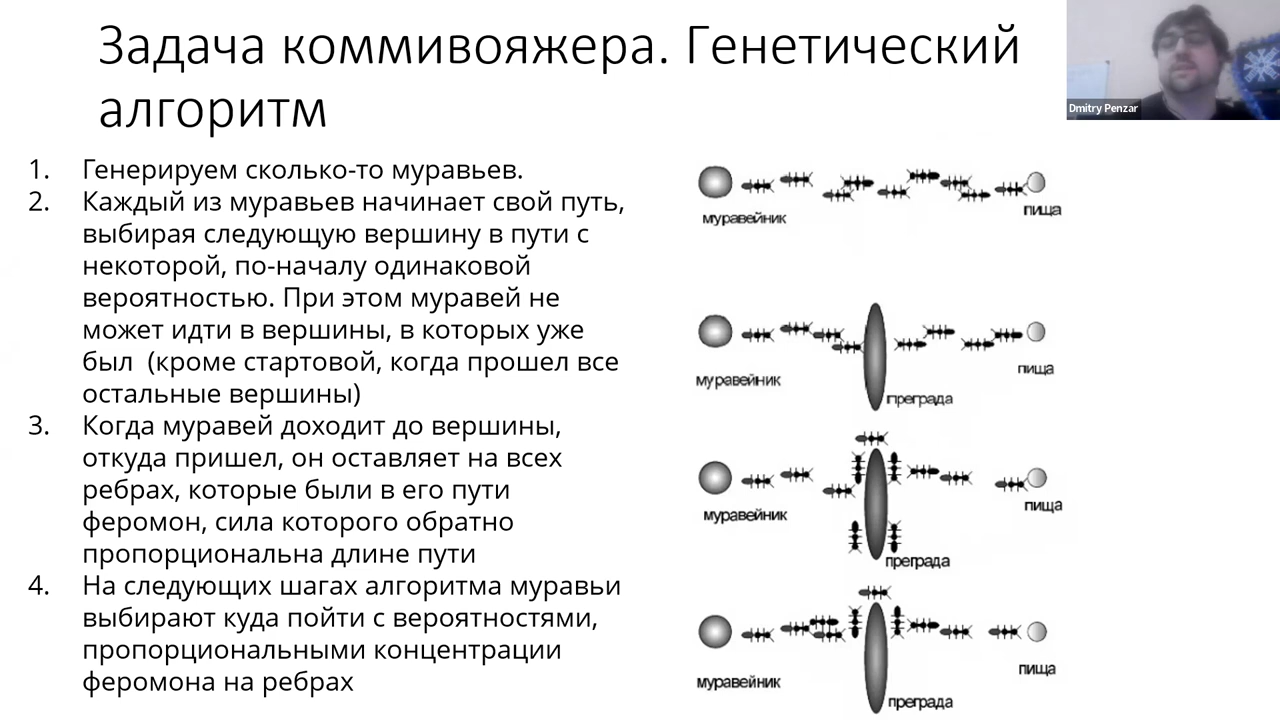 Задача коммивояжера. Генетический
алгоритм
Dmitry Penzar
1. Генерируем сколько-то муравьев.
2. Каждый из муравьев начинает свой путь,
выбирая следующую вершину в пути с
некоторой, по-началу одинаковой
вероятностью. При этом муравей не
может идти в вершины, в которых уже
был (кроме стартовой, когда прошел все
остальные вершины)
3. Когда муравей доходит до вершины,
откуда пришел, он оставляет на всех
ребрах, которые были в его пути
феромон, сила которого обратно
пропорциональна длине пути
4. На следующих шагах алгоритма муравьи
выбирают куда пойти с вероятностями,
пропорциональными концентрации
феромона на ребрах
муравейник
пища
муравейник
преграда
пища
муравейник
преграда
пища
муравейник
преграда
пища